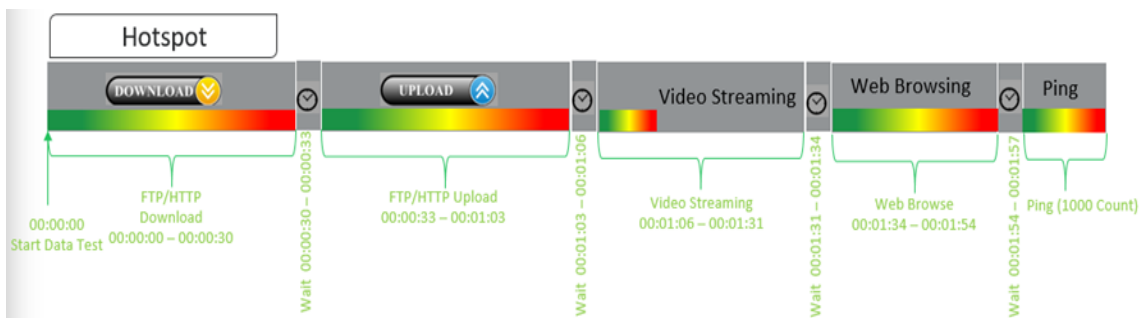 Hotspot
DOWNLOAD
UPLOAD
Video Streaming
Web Browsing
Ping
00:00:00
Start Data Test
FTP/HTTP
Download
00:00:00 – 00:00:30
Wait 00:00:30 – 00:00:33
FTP/HTTP Upload
00:00:33 – 00:01:03
Wait 00:01:03 – 00:01:06
Video Streaming
00:01:06 – 00:01:31
Wait 00:01:31 – 00:01:34
Web Browse
00:01:34 – 00:01:54
Wait 00:01:54 – 00:01:57
Ping (1000 Count)